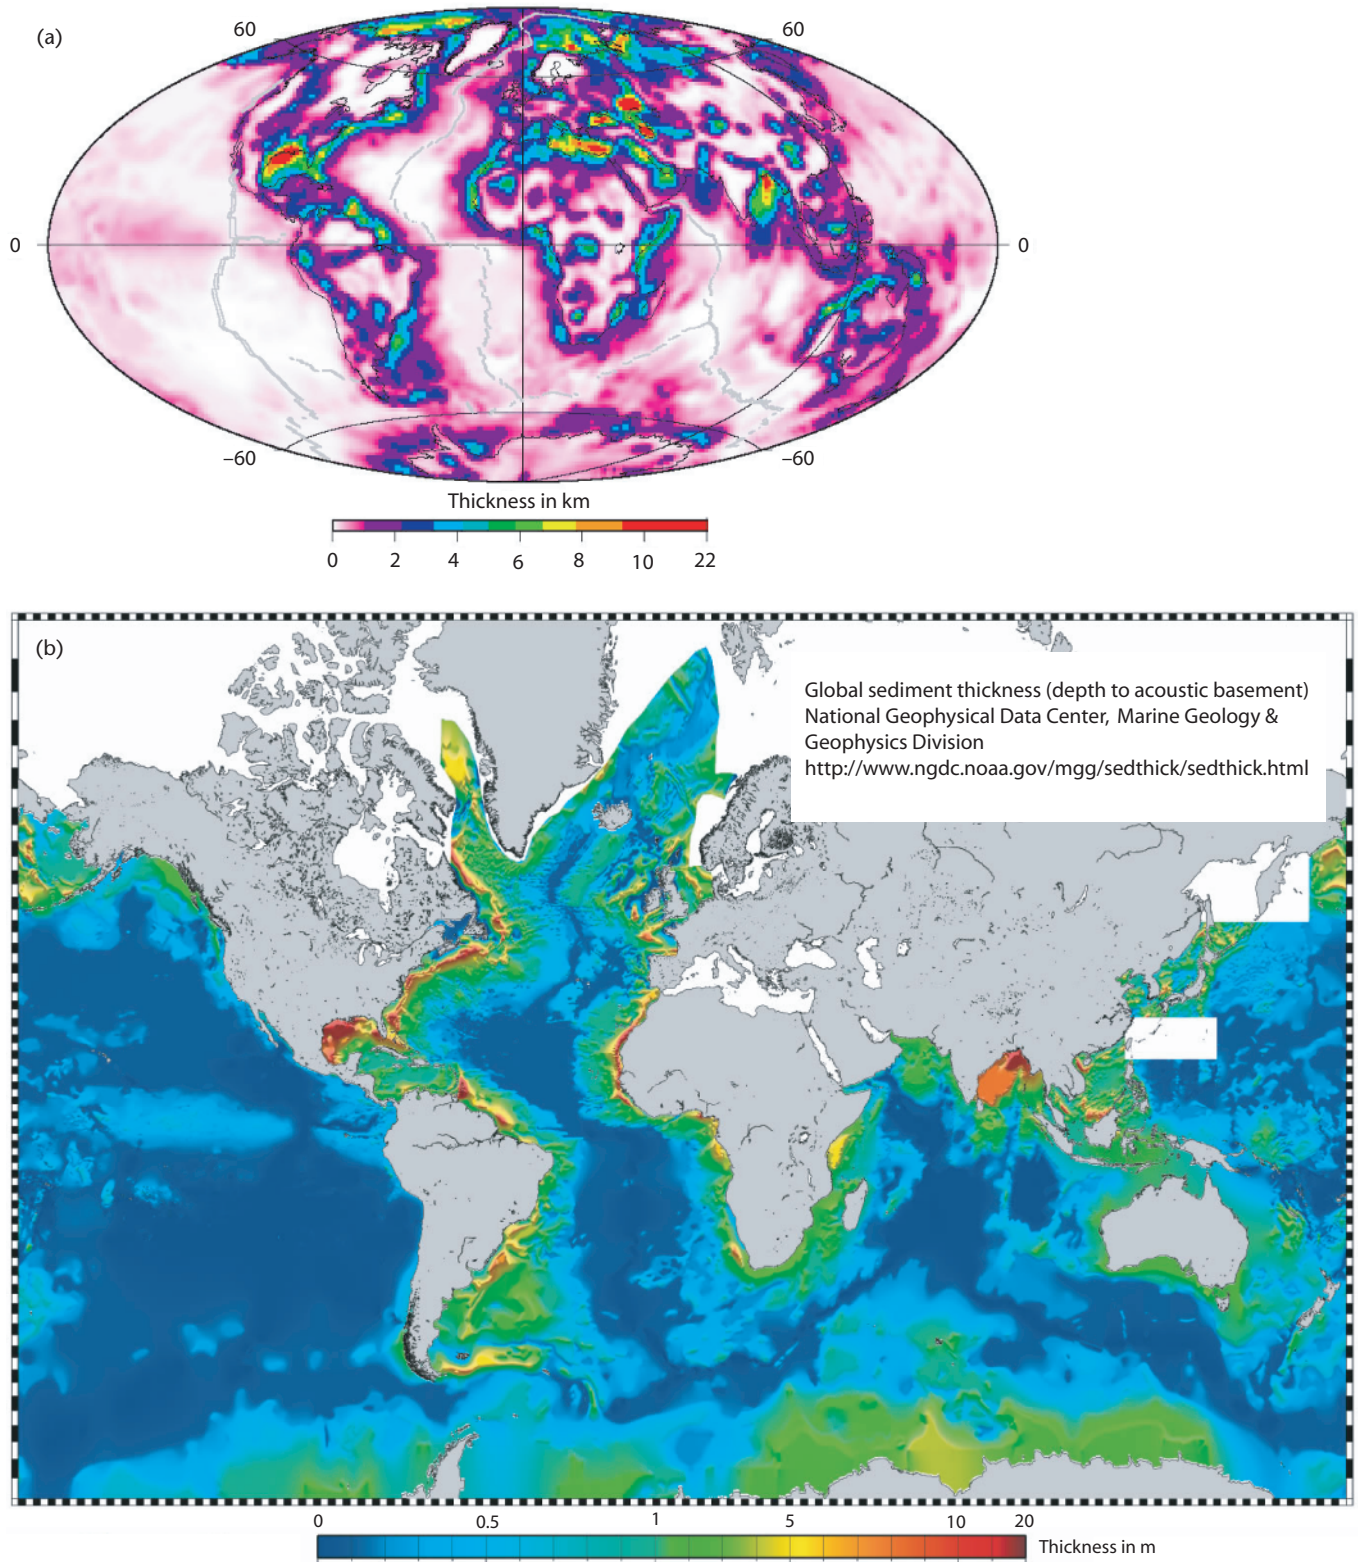 (a)
60
60
0
0
–60
–60
Thickness in km
0 2 4 6 8 10 22
(b)
Global sediment thickness (depth to acoustic basement)
National Geophysical Data Center, Marine Geology &
Geophysics Division
http://www.ngdc.noaa.gov/mgg/sedthick/sedthick.html
0 0.5 1 5 10 20
Thickness in m